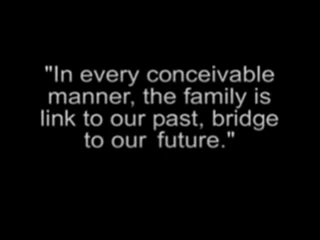 "In every conceivable
manner, the family is
link to our past, bridge
to our future."